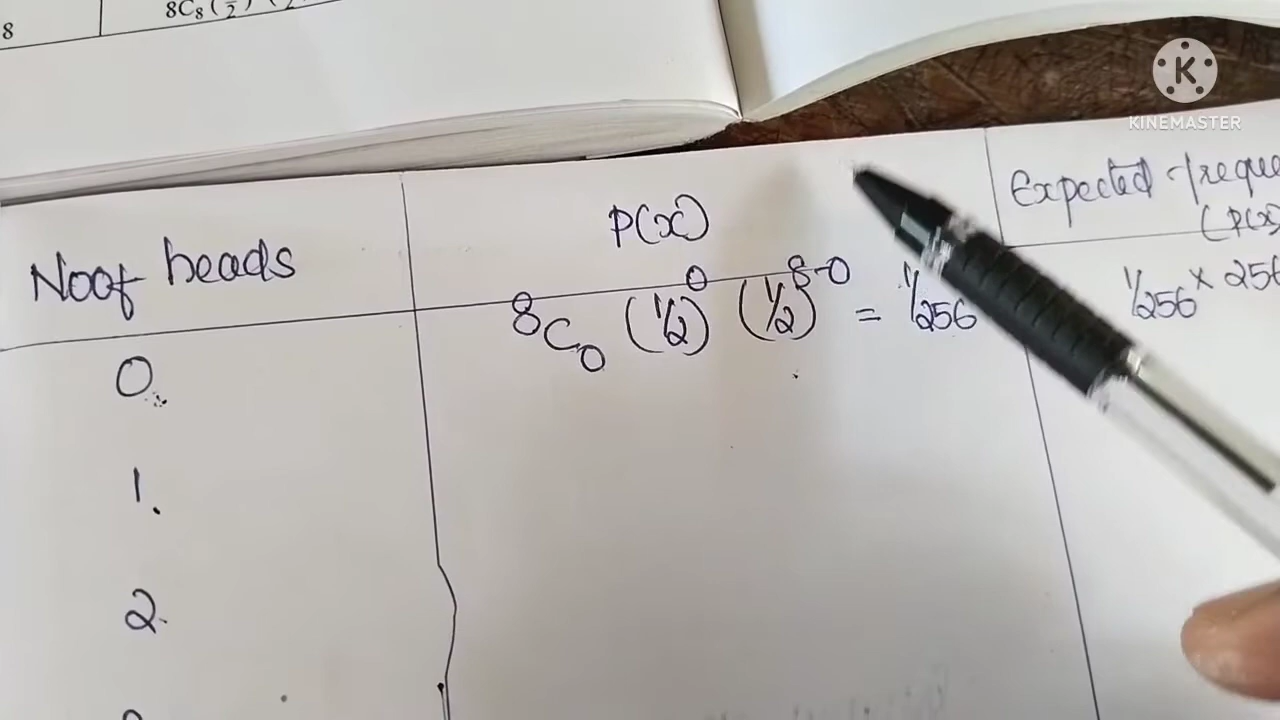 8
8C₈(1/2)
KINEMASTER
No of heads
P(x)
Expected
(P(x)
0
⁸C₀ (1/2)⁰ (1/2)⁸⁻⁰ = 1/256
1/256 × 256
1.
2.